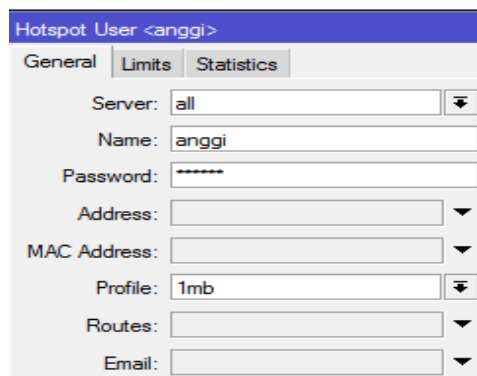 Hotspot User <anggi>
General Limits Statistics
Server: all
Name: anggi
Password: ******
Address:
MAC Address:
Profile: 1mb
Routes:
Email: